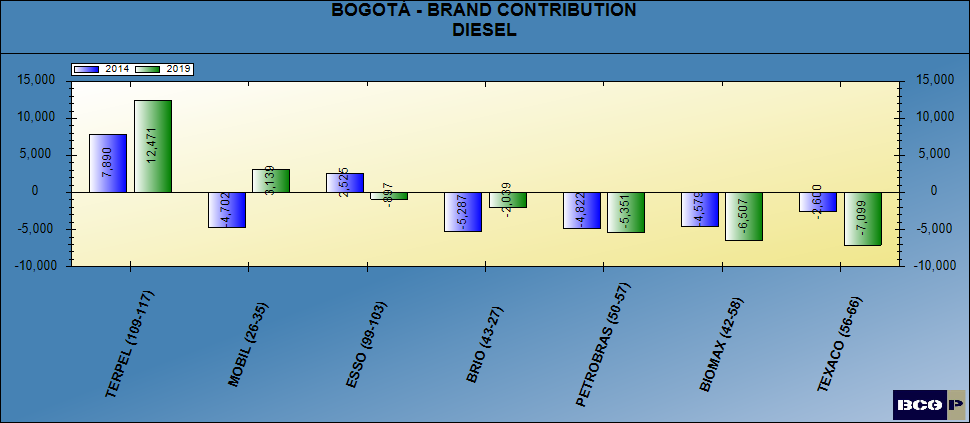 BOGOTÁ - BRAND CONTRIBUTION
DIESEL
2014 2019
15,000 15,000
10,000 10,000
5,000 5,000
0 0
-5,000 -5,000
-10,000 -10,000
7,890 12,471 -4,702 3,139 2,525 -897 -5,287 -2,039 -4,822 -5,351 -4,579 -6,507 -2,600 -7,099
TERPEL (109-117)
MOBIL (26-35)
ESSO (99-103)
BRIO (43-27)
PETROBRAS (50-57)
BIOMAX (42-58)
TEXACO (56-66)
BCG P